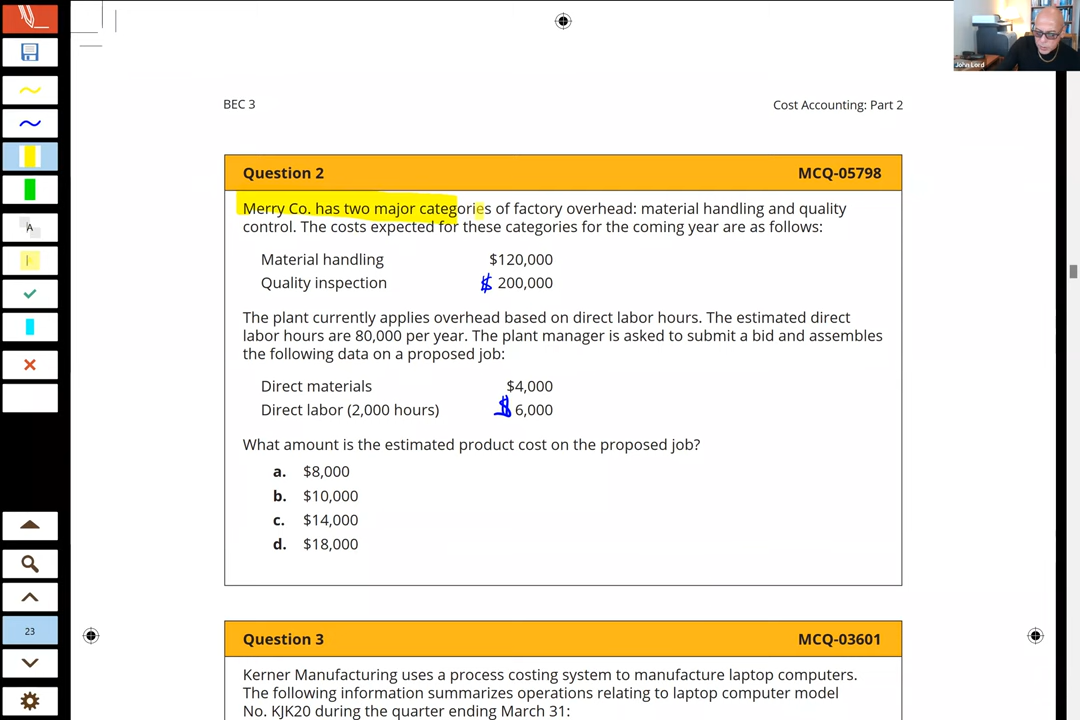 John Lord
BEC 3
Cost Accounting: Part 2
Question 2
MCQ-05798
Merry Co. has two major categories of factory overhead: material handling and quality
control. The costs expected for these categories for the coming year are as follows:
Material handling $120,000
Quality inspection $ 200,000
The plant currently applies overhead based on direct labor hours. The estimated direct
labor hours are 80,000 per year. The plant manager is asked to submit a bid and assembles
the following data on a proposed job:
Direct materials $4,000
Direct labor (2,000 hours) $ 6,000
What amount is the estimated product cost on the proposed job?
a. $8,000
b. $10,000
c. $14,000
d. $18,000
Question 3
MCQ-03601
Kerner Manufacturing uses a process costing system to manufacture laptop computers.
The following information summarizes operations relating to laptop computer model
No. KJK20 during the quarter ending March 31:
A
23